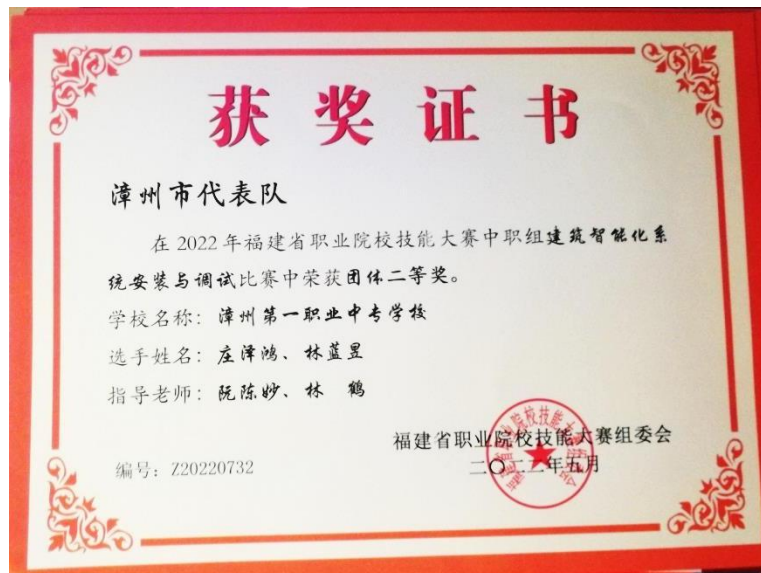 获奖证书
漳州市代表队
在2022年福建省职业院校技能大赛中职组建筑智能化系
统安装与调试比赛中荣获团体二等奖。
学校名称：漳州第一职业中专学校
选手姓名：庄泽鸿、林蓝昱
指导老师：阮陈妙、林 鹤
福建省职业院校技能大赛组委会
二〇二二年五月
编号：Z20220732